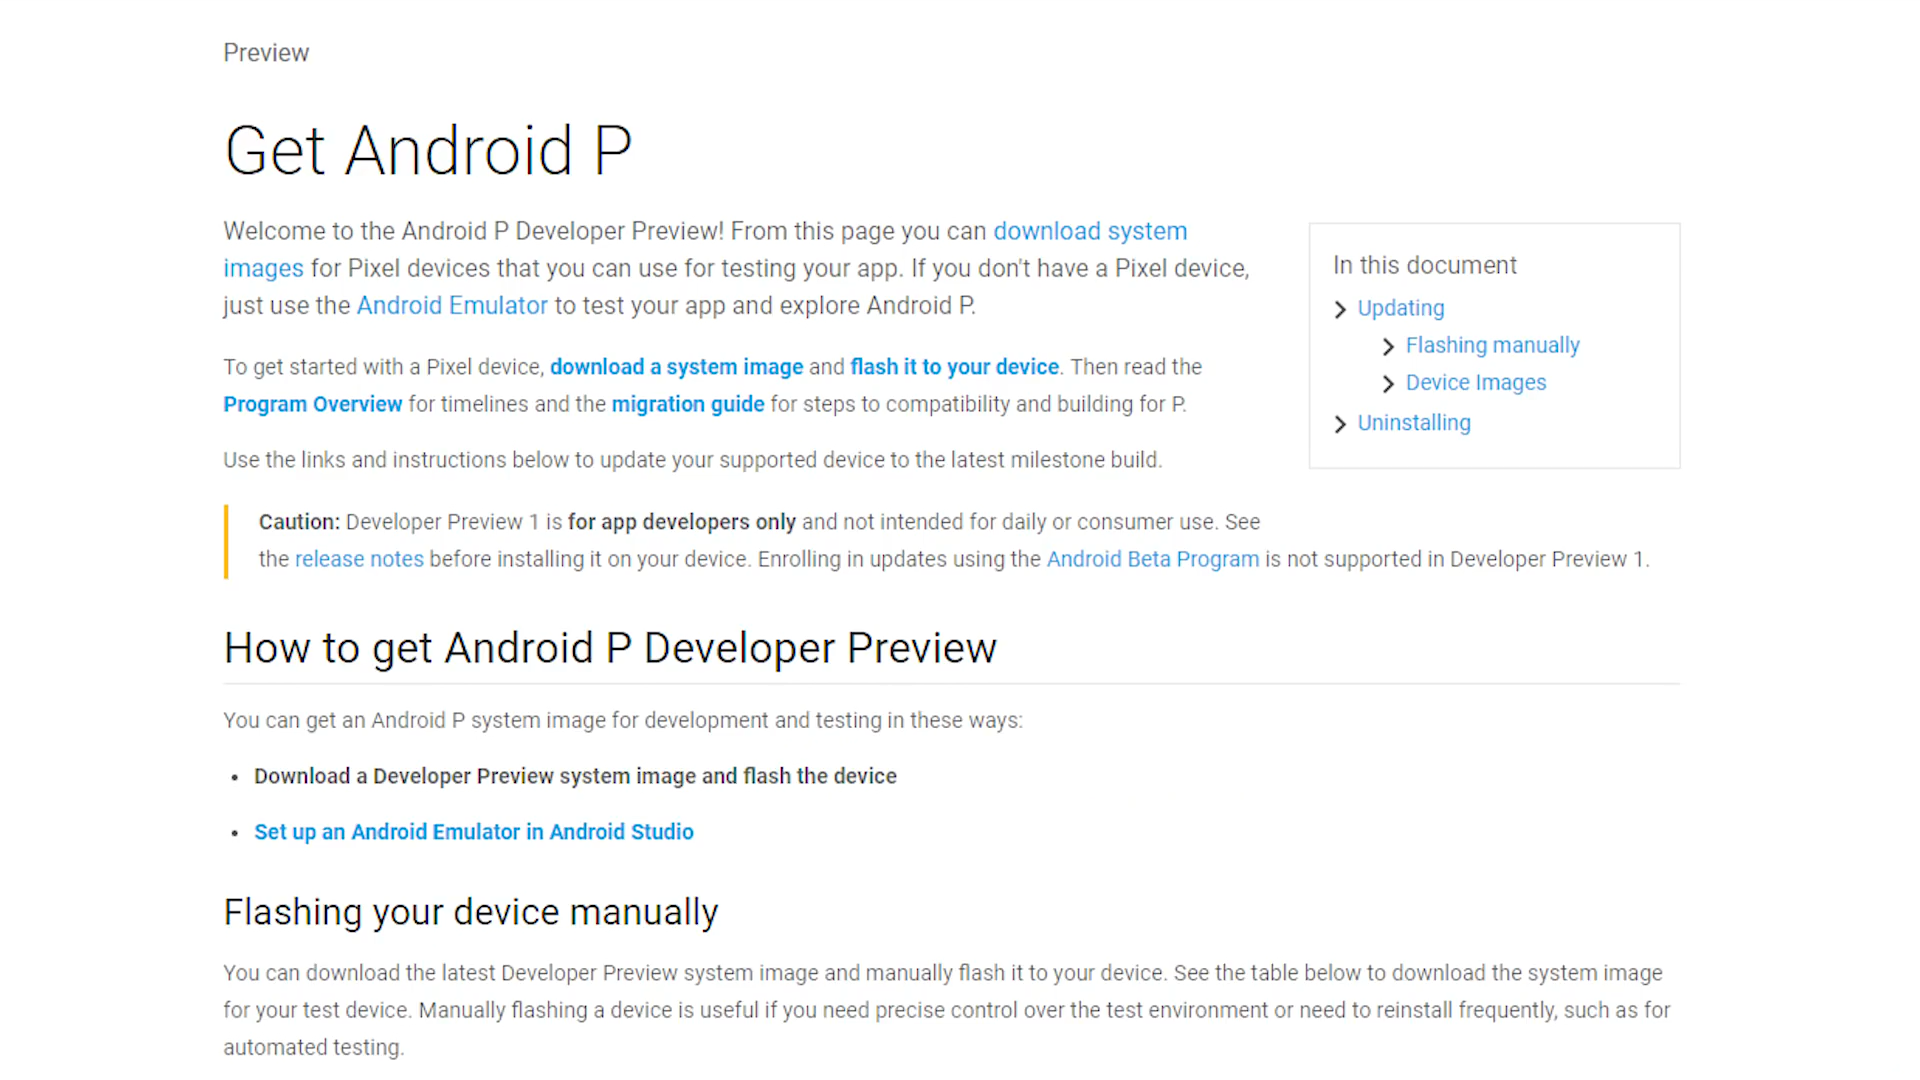 Preview
Get Android P
Welcome to the Android P Developer Preview! From this page you can download system
images for Pixel devices that you can use for testing your app. If you don't have a Pixel device,
just use the Android Emulator to test your app and explore Android P.
To get started with a Pixel device, download a system image and flash it to your device. Then read the
Program Overview for timelines and the migration guide for steps to compatibility and building for P.
Use the links and instructions below to update your supported device to the latest milestone build.
In this document
Updating
Flashing manually
Device Images
Uninstalling
Caution: Developer Preview 1 is for app developers only and not intended for daily or consumer use. See
the release notes before installing it on your device. Enrolling in updates using the Android Beta Program is not supported in Developer Preview 1.
How to get Android P Developer Preview
You can get an Android P system image for development and testing in these ways:
• Download a Developer Preview system image and flash the device
• Set up an Android Emulator in Android Studio
Flashing your device manually
You can download the latest Developer Preview system image and manually flash it to your device. See the table below to download the system image
for your test device. Manually flashing a device is useful if you need precise control over the test environment or need to reinstall frequently, such as for
automated testing.